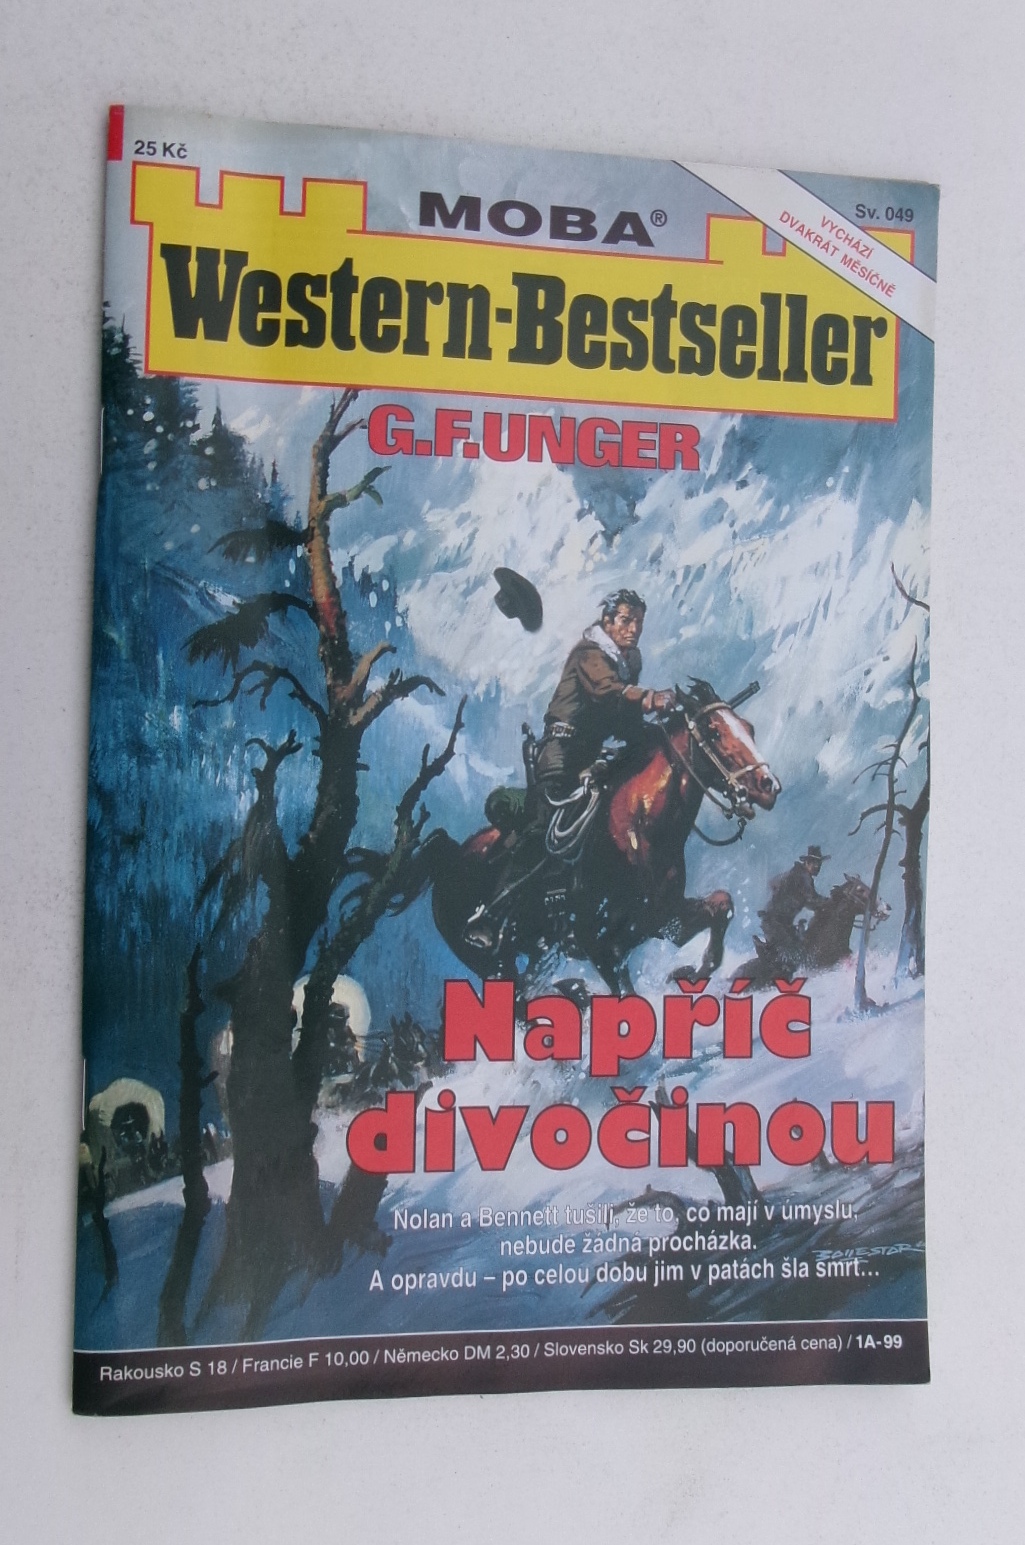 25 Kč
MOBA®
Sv. 049
VYCHÁZÍ
DVAKRÁT MĚSÍČNĚ
Western-Bestseller
G.F.UNGER
Napříč
divočinou
Nolan a Bennett tušili, že to, co mají v úmyslu,
nebude žádná procházka.
BALLESTAR
A opravdu – po celou dobu jim v patách šla smrt...
Rakousko S 18 / Francie F 10,00 / Německo DM 2,30 / Slovensko Sk 29,90 (doporučená cena) / 1A-99